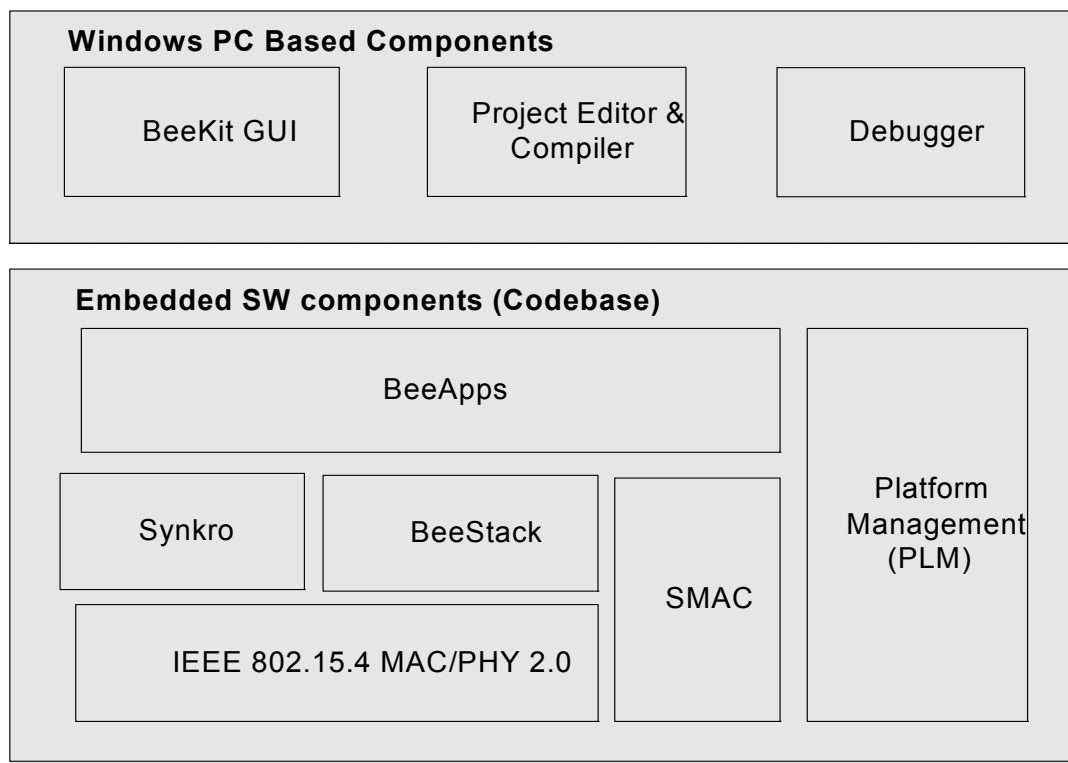 Windows PC Based Components
BeeKit GUI
Project Editor &
Compiler
Debugger
Embedded SW components (Codebase)
BeeApps
Platform
Management
(PLM)
Synkro
BeeStack
SMAC
IEEE 802.15.4 MAC/PHY 2.0